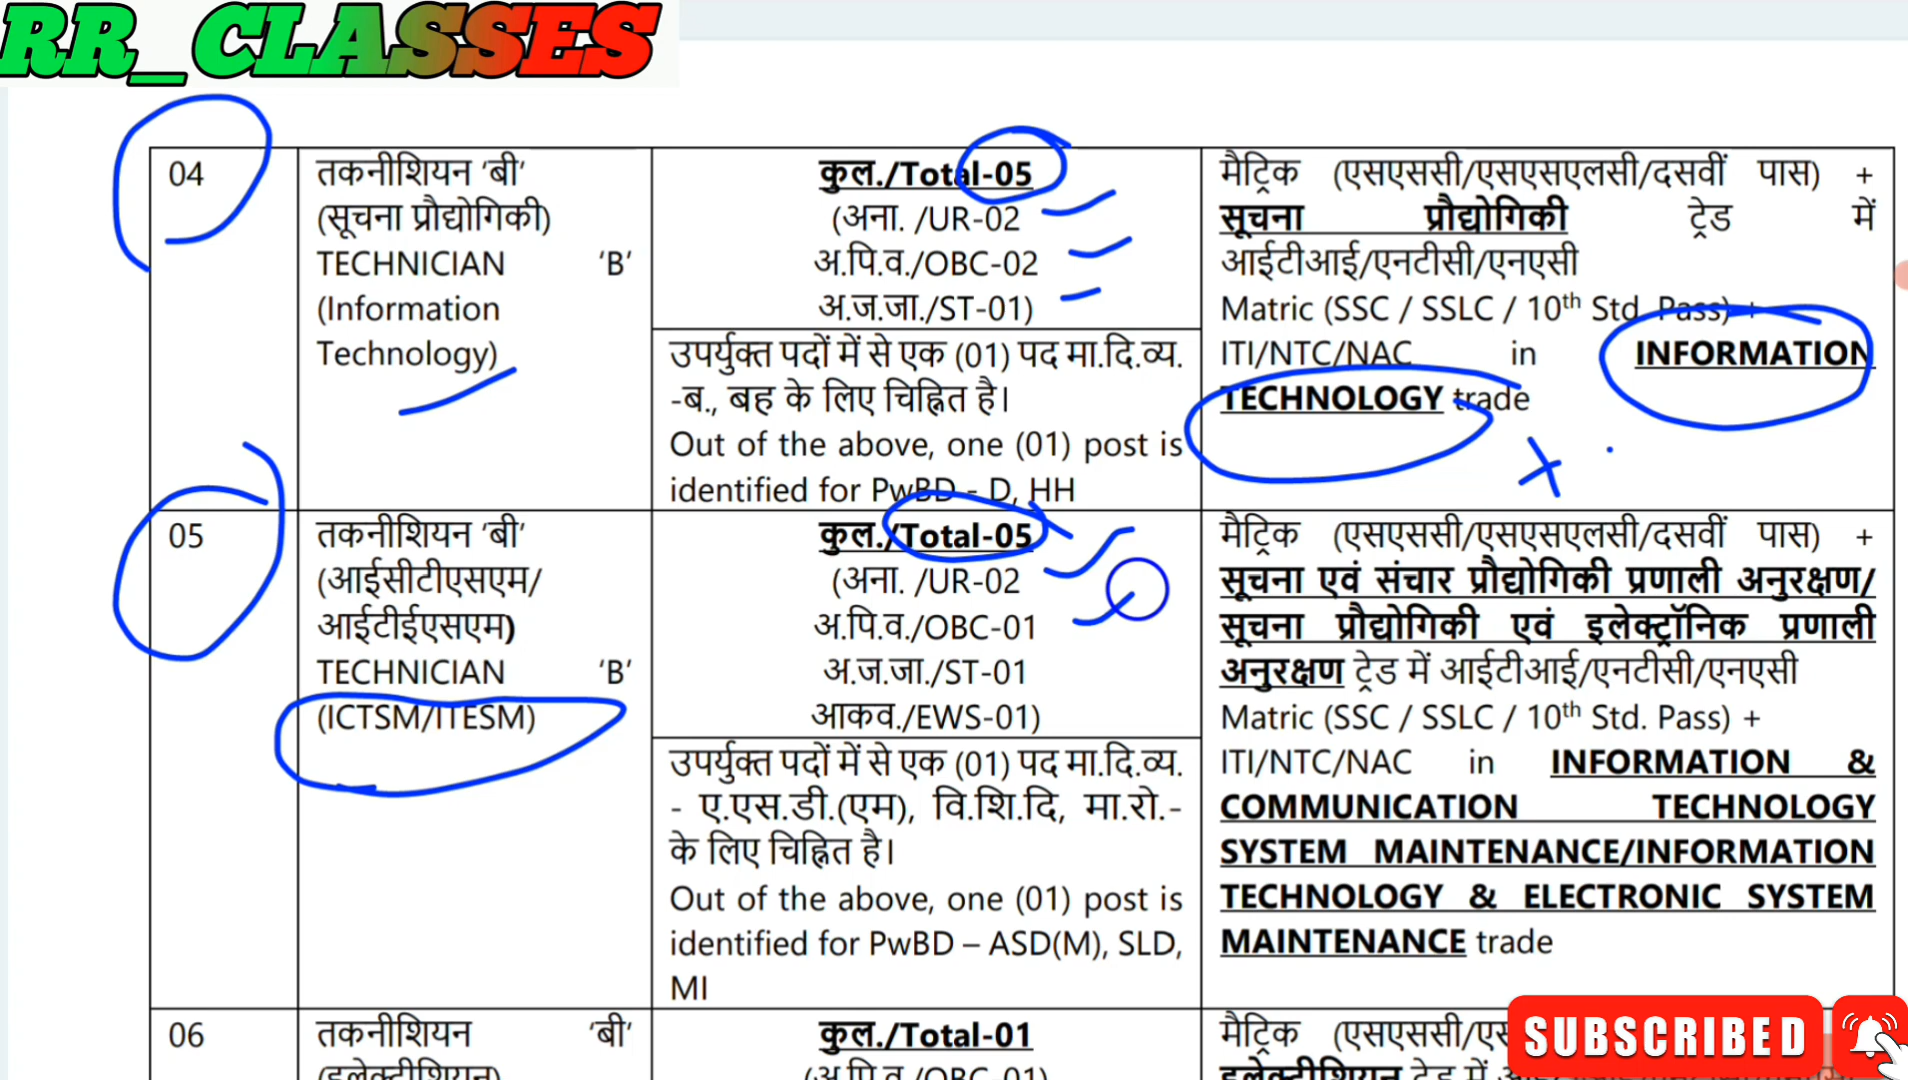 RR_CLASSES
04
तकनीशियन ‘बी’
(सूचना प्रौद्योगिकी)
TECHNICIAN ‘B’
(Information
Technology)
कुल./Total-05
(अना. /UR-02
अ.पि.व./OBC-02
अ.ज.जा./ST-01)
उपर्युक्त पदों में से एक (01) पद मा.दि.व्य.
-ब., बह के लिए चिह्नित है।
Out of the above, one (01) post is
identified for PwBD - D, HH
मैट्रिक (एसएससी/एसएसएलसी/दसवीं पास) +
सूचना प्रौद्योगिकी ट्रेड में
आईटीआई/एनटीसी/एनएसी
Matric (SSC / SSLC / 10th Std. Pass) +
ITI/NTC/NAC in INFORMATION
TECHNOLOGY trade
05
तकनीशियन ‘बी’
(आईसीटीएसएम/
आईटीईएसएम)
TECHNICIAN ‘B’
(ICTSM/ITESM)
कुल./Total-05
(अना. /UR-02
अ.पि.व./OBC-01
अ.ज.जा./ST-01
आकव./EWS-01)
उपर्युक्त पदों में से एक (01) पद मा.दि.व्य.
- ए.एस.डी.(एम), वि.शि.दि, मा.रो.-
के लिए चिह्नित है।
Out of the above, one (01) post is
identified for PwBD – ASD(M), SLD,
MI
मैट्रिक (एसएससी/एसएसएलसी/दसवीं पास) +
सूचना एवं संचार प्रौद्योगिकी प्रणाली अनुरक्षण/
सूचना प्रौद्योगिकी एवं इलेक्ट्रॉनिक प्रणाली
अनुरक्षण ट्रेड में आईटीआई/एनटीसी/एनएसी
Matric (SSC / SSLC / 10th Std. Pass) +
ITI/NTC/NAC in INFORMATION &
COMMUNICATION TECHNOLOGY
SYSTEM MAINTENANCE/INFORMATION
TECHNOLOGY & ELECTRONIC SYSTEM
MAINTENANCE trade
06
तकनीशियन ‘बी’
(इलेक्ट्रीशियन)
कुल./Total-01
(अ.पि.व./OBC-01)
मैट्रिक
इलेक्ट्रीशियन ट्रेड में
SUBSCRIBED